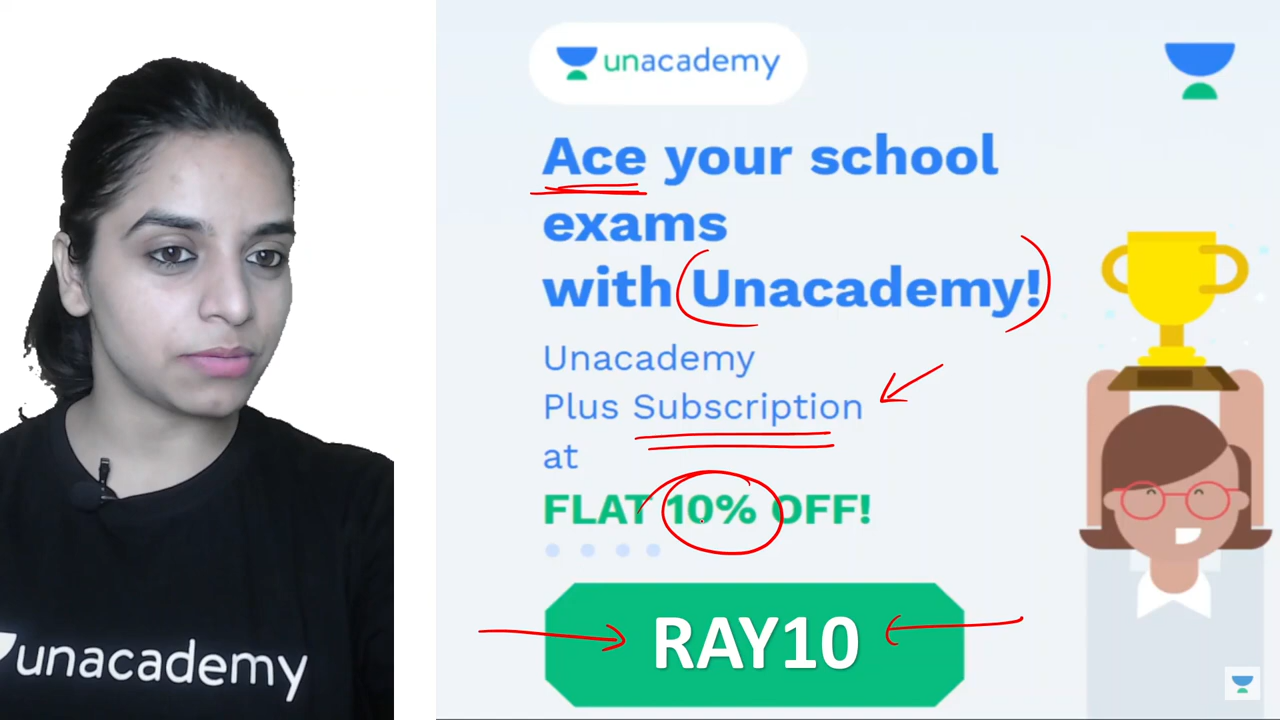 unacademy
Ace your school
exams
with Unacademy!
Unacademy
Plus Subscription
at
FLAT 10% OFF!
RAY10
unacademy